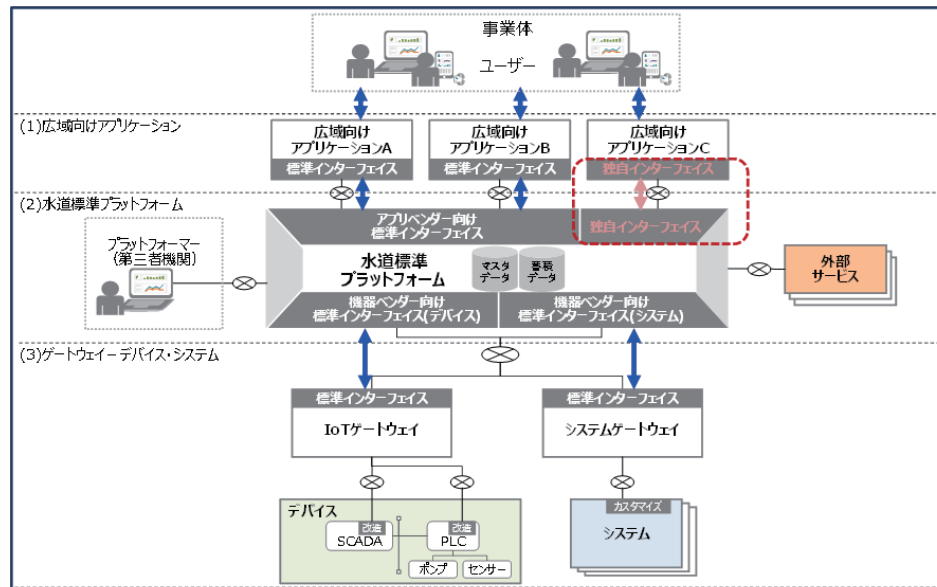 事業体
ユーザー
(1)広域向けアプリケーション
広域向け
アプリケーションA
標準インターフェイス
広域向け
アプリケーションB
標準インターフェイス
広域向け
アプリケーションC
独自インターフェイス
(2)水道標準プラットフォーム
プラットフォーマー
(第三者機関)
アプリベンダー向け
標準インターフェイス
独自インターフェイス
水道標準
プラットフォーム
マスタ
データ
蓄積
データ
外部
サービス
機器ベンダー向け
標準インターフェイス(デバイス)
機器ベンダー向け
標準インターフェイス(システム)
(3)ゲートウェイ－デバイス・システム
標準インターフェイス
IoTゲートウェイ
標準インターフェイス
システムゲートウェイ
デバイス
改造
SCADA
改造
PLC
ポンプ
センサー
カスタマイズ
システム